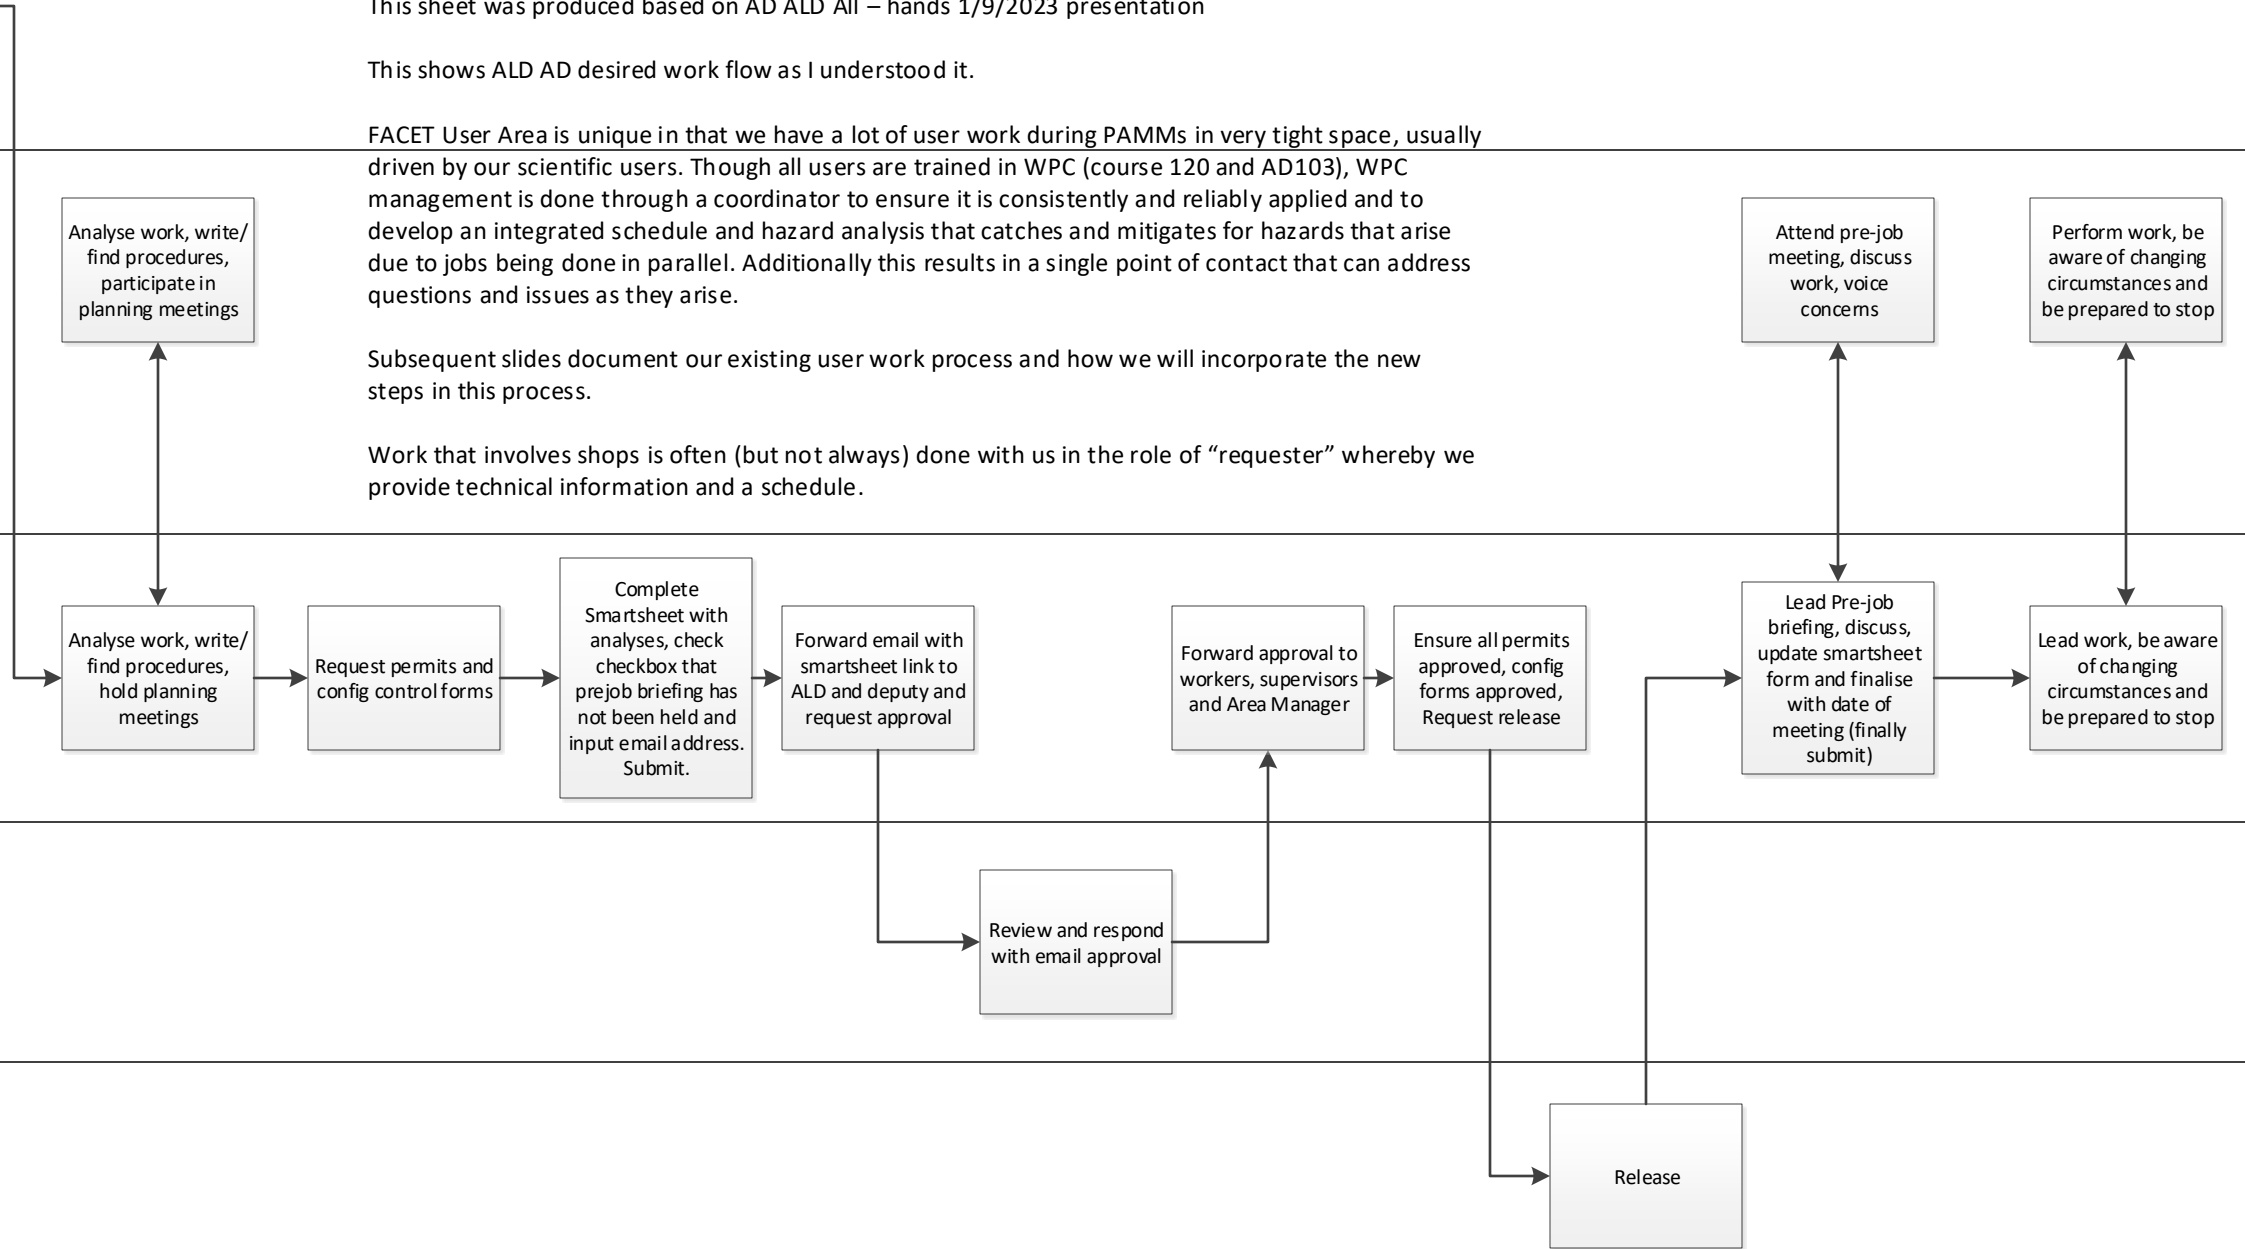 This sheet was produced based on AD ALD All – hands 1/9/2023 presentation
This shows ALD AD desired work flow as I understood it.
FACET User Area is unique in that we have a lot of user work during PAMMs in very tight space, usually
driven by our scientific users. Though all users are trained in WPC (course 120 and AD103), WPC
management is done through a coordinator to ensure it is consistently and reliably applied and to
develop an integrated schedule and hazard analysis that catches and mitigates for hazards that arise
due to jobs being done in parallel. Additionally this results in a single point of contact that can address
questions and issues as they arise.
Subsequent slides document our existing user work process and how we will incorporate the new
steps in this process.
Work that involves shops is often (but not always) done with us in the role of “requester” whereby we
provide technical information and a schedule.
Analyse work, write/
find procedures,
participate in
planning meetings
Attend pre-job
meeting, discuss
work, voice
concerns
Perform work, be
aware of changing
circumstances and
be prepared to stop
Analyse work, write/
find procedures,
hold planning
meetings
Request permits and
config control forms
Complete
Smartsheet with
analyses, check
checkbox that
prejob briefing has
not been held and
input email address.
Submit.
Forward email with
smartsheet link to
ALD and deputy and
request approval
Forward approval to
workers, supervisors
and Area Manager
Ensure all permits
approved, config
forms approved,
Request release
Lead Pre-job
briefing, discuss,
update smartsheet
form and finalise
with date of
meeting (finally
submit)
Lead work, be aware
of changing
circumstances and
be prepared to stop
Review and respond
with email approval
Release